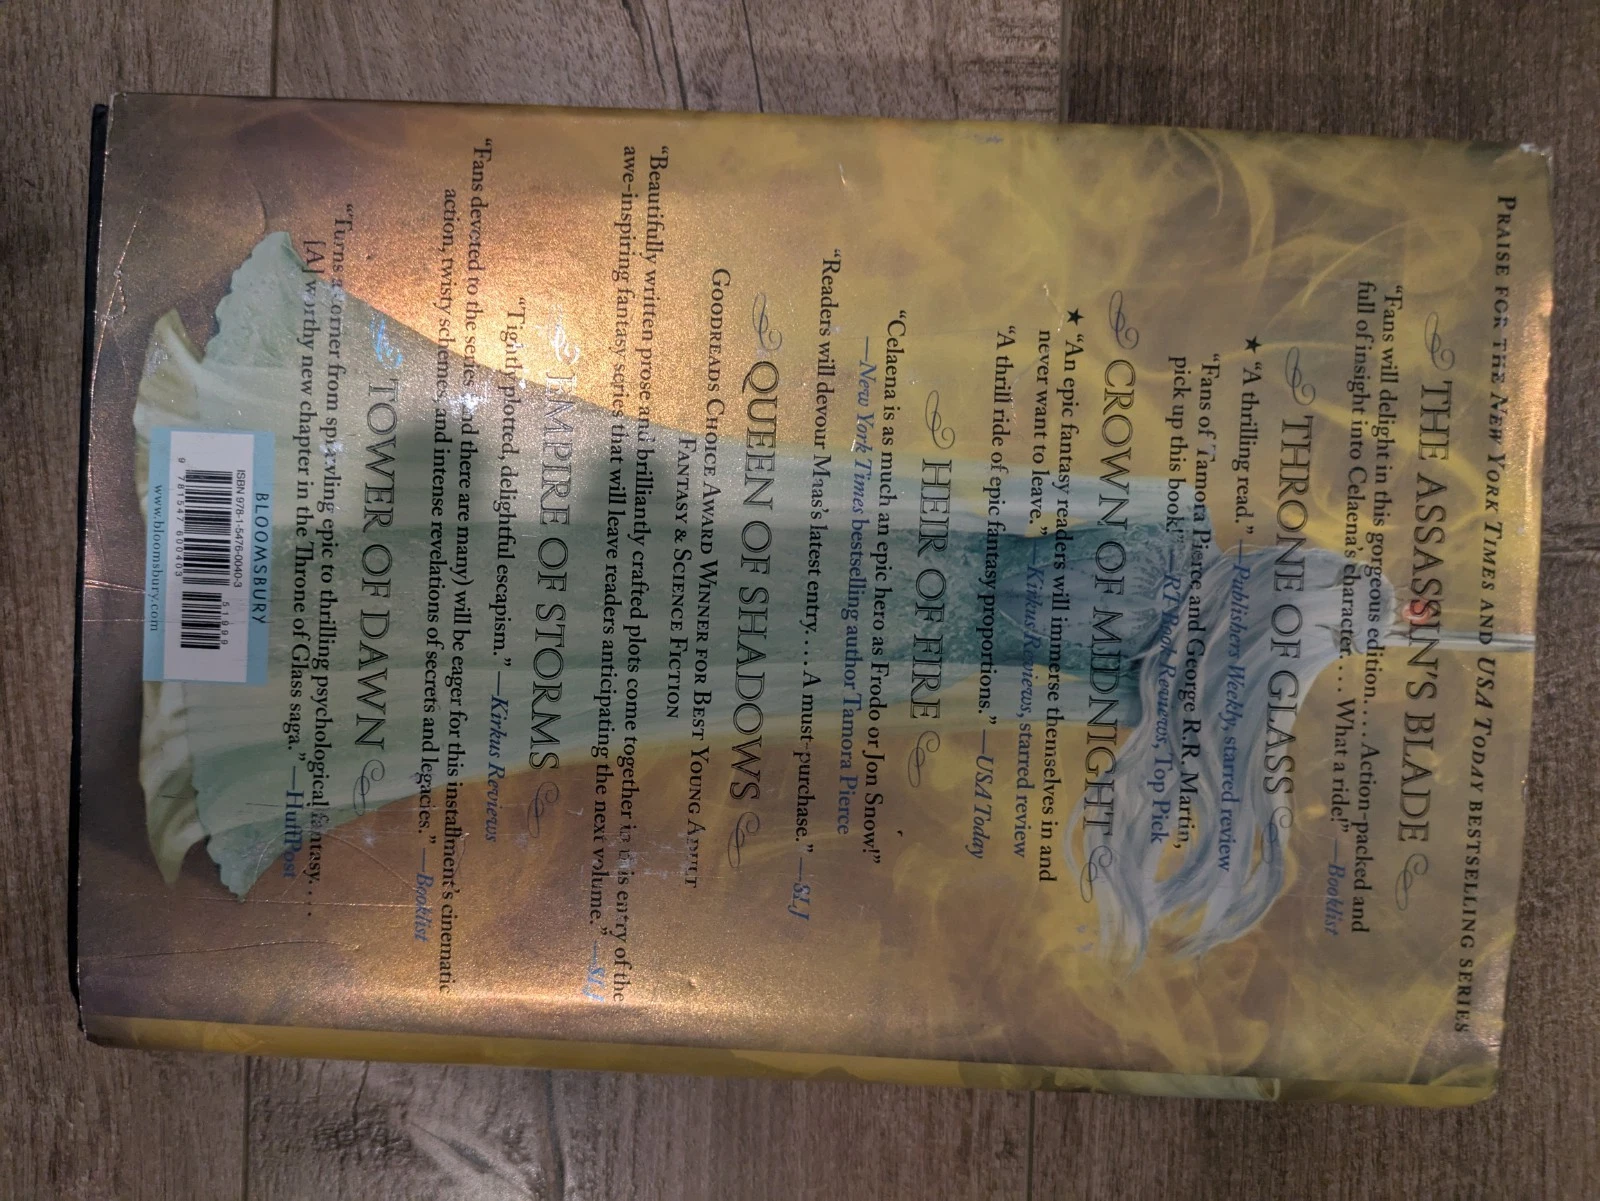 PRAISE FOR THE NEW YORK TIMES AND USA TODAY BESTSELLING SERIES
THE ASSASSIN'S BLADE
“Fans will delight in this gorgeous edition. . . . Action-packed and
full of insight into Celaena's character. . . . What a ride!” —Booklist
THRONE OF GLASS
★ “A thrilling read.” —Publishers Weekly, starred review
“Fans of Tamora Pierce and George R.R. Martin,
pick up this book!” —RT Book Reviews, Top Pick
CROWN OF MIDNIGHT
★ “An epic fantasy readers will immerse themselves in and
never want to leave.” —Kirkus Reviews, starred review
“A thrill ride of epic fantasy proportions.” —USA Today
HEIR OF FIRE
“Celaena is as much an epic hero as Frodo or Jon Snow!”
—New York Times bestselling author Tamora Pierce
“Readers will devour Maas's latest entry. . . . A must-purchase.” —SLJ
QUEEN OF SHADOWS
GOODREADS CHOICE AWARD WINNER FOR BEST YOUNG ADULT
FANTASY & SCIENCE FICTION
“Beautifully written prose and brilliantly crafted plots come together in this entry of the
awe-inspiring fantasy series that will leave readers anticipating the next volume.” —SLJ
EMPIRE OF STORMS
“Tightly plotted, delightful escapism.” —Kirkus Reviews
“Fans devoted to the series (and there are many) will be eager for this installment's cinematic
action, twisty schemes, and intense revelations of secrets and legacies.” —Booklist
TOWER OF DAWN
“Turns a corner from sprawling epic to thrilling psychological fantasy. . . .
[A] worthy new chapter in the Throne of Glass saga.” —HuffPost
BLOOMSBURY
ISBN 978-1-5476-0040-3
51999
9 781547 600403
www.bloomsbury.com